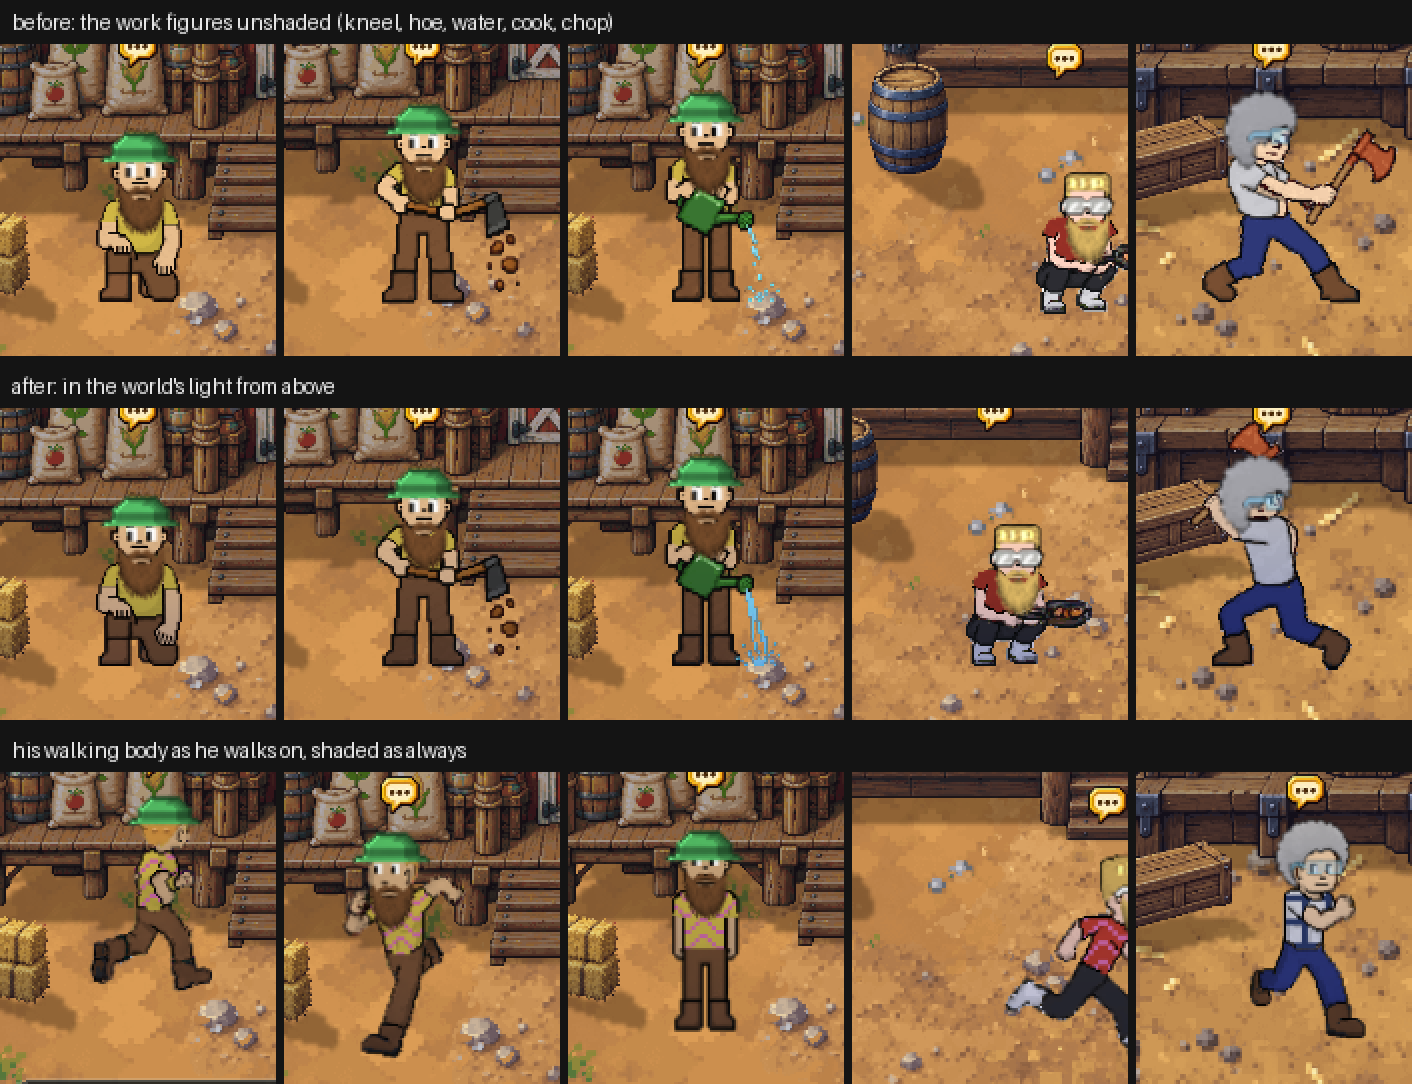 before: the work figures unshaded (kneel, hoe, water, cook, chop)
after: in the world's light from above
his walking body as he walks on, shaded as always